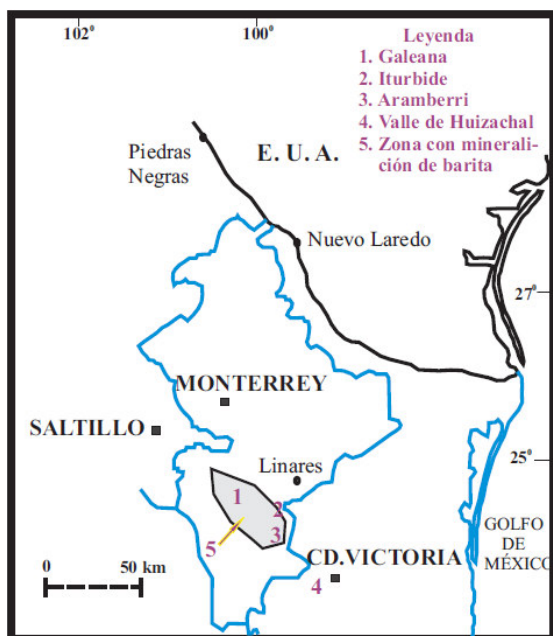 102°
100°
Leyenda
1. Galeana
2. Iturbide
3. Aramberri
4. Valle de Huizachal
5. Zona con minerali-
ción de barita
Piedras
Negras
E. U. A.
Nuevo Laredo
27°
MONTERREY
SALTILLO
Linares
25°
1
2
3
5
GOLFO
DE
MÉXICO
CD.VICTORIA
4
0
50 km